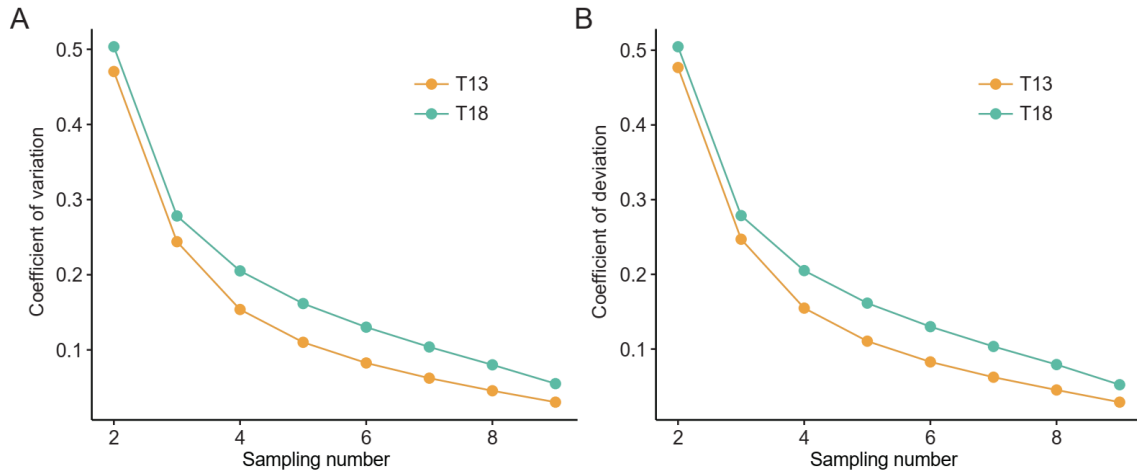 A
Coefficient of variation
0.5
0.4
0.3
0.2
0.1
T13
T18
2
4
6
8
Sampling number
B
Coefficient of deviation
0.5
0.4
0.3
0.2
0.1
T13
T18
2
4
6
8
Sampling number